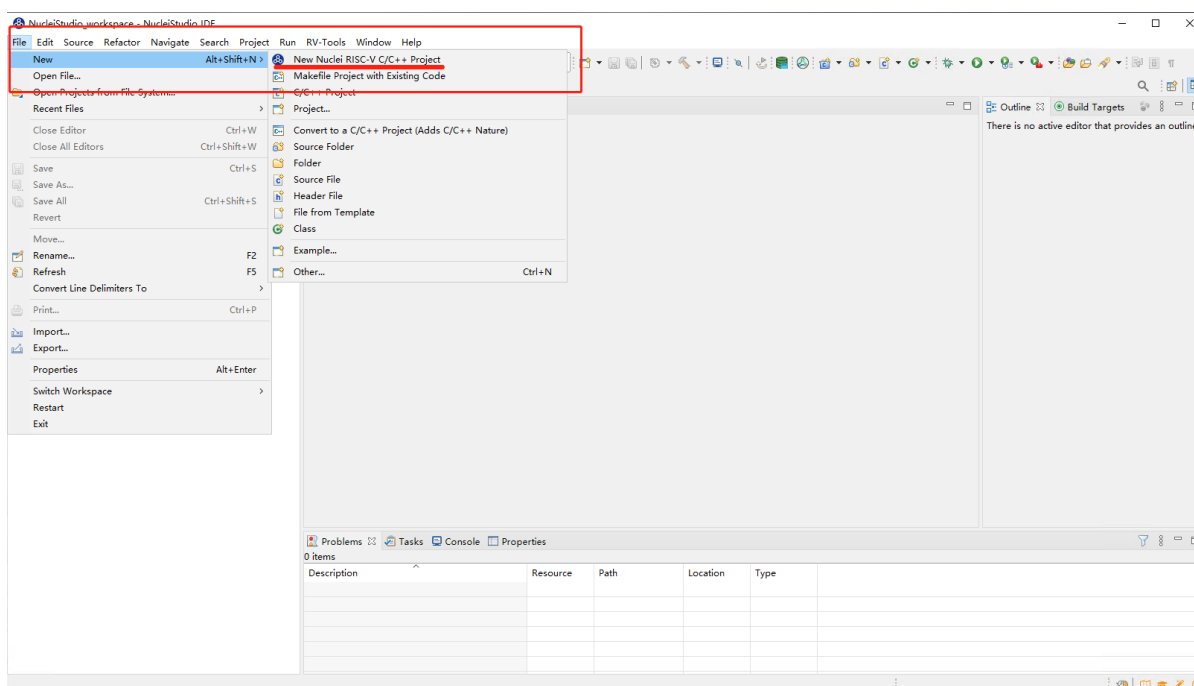 NucleiStudio_workspace - NucleiStudio IDE
File Edit Source Refactor Navigate Search Project Run RV-Tools Window Help
New Alt+Shift+N >
Open File...
Open Projects from File System...
Recent Files >
Close Editor Ctrl+W
Close All Editors Ctrl+Shift+W
Save Ctrl+S
Save As...
Save All Ctrl+Shift+S
Revert
Move...
Rename... F2
Refresh F5
Convert Line Delimiters To >
Print... Ctrl+P
Import...
Export...
Properties Alt+Enter
Switch Workspace >
Restart
Exit
New Nuclei RISC-V C/C++ Project
Makefile Project with Existing Code
C/C++ Project
Project...
Convert to a C/C++ Project (Adds C/C++ Nature)
Source Folder
Folder
Source File
Header File
File from Template
Class
Example...
Other... Ctrl+N
Outline Build Targets
There is no active editor that provides an outline
Problems Tasks Console Properties
0 items
Description Resource Path Location Type